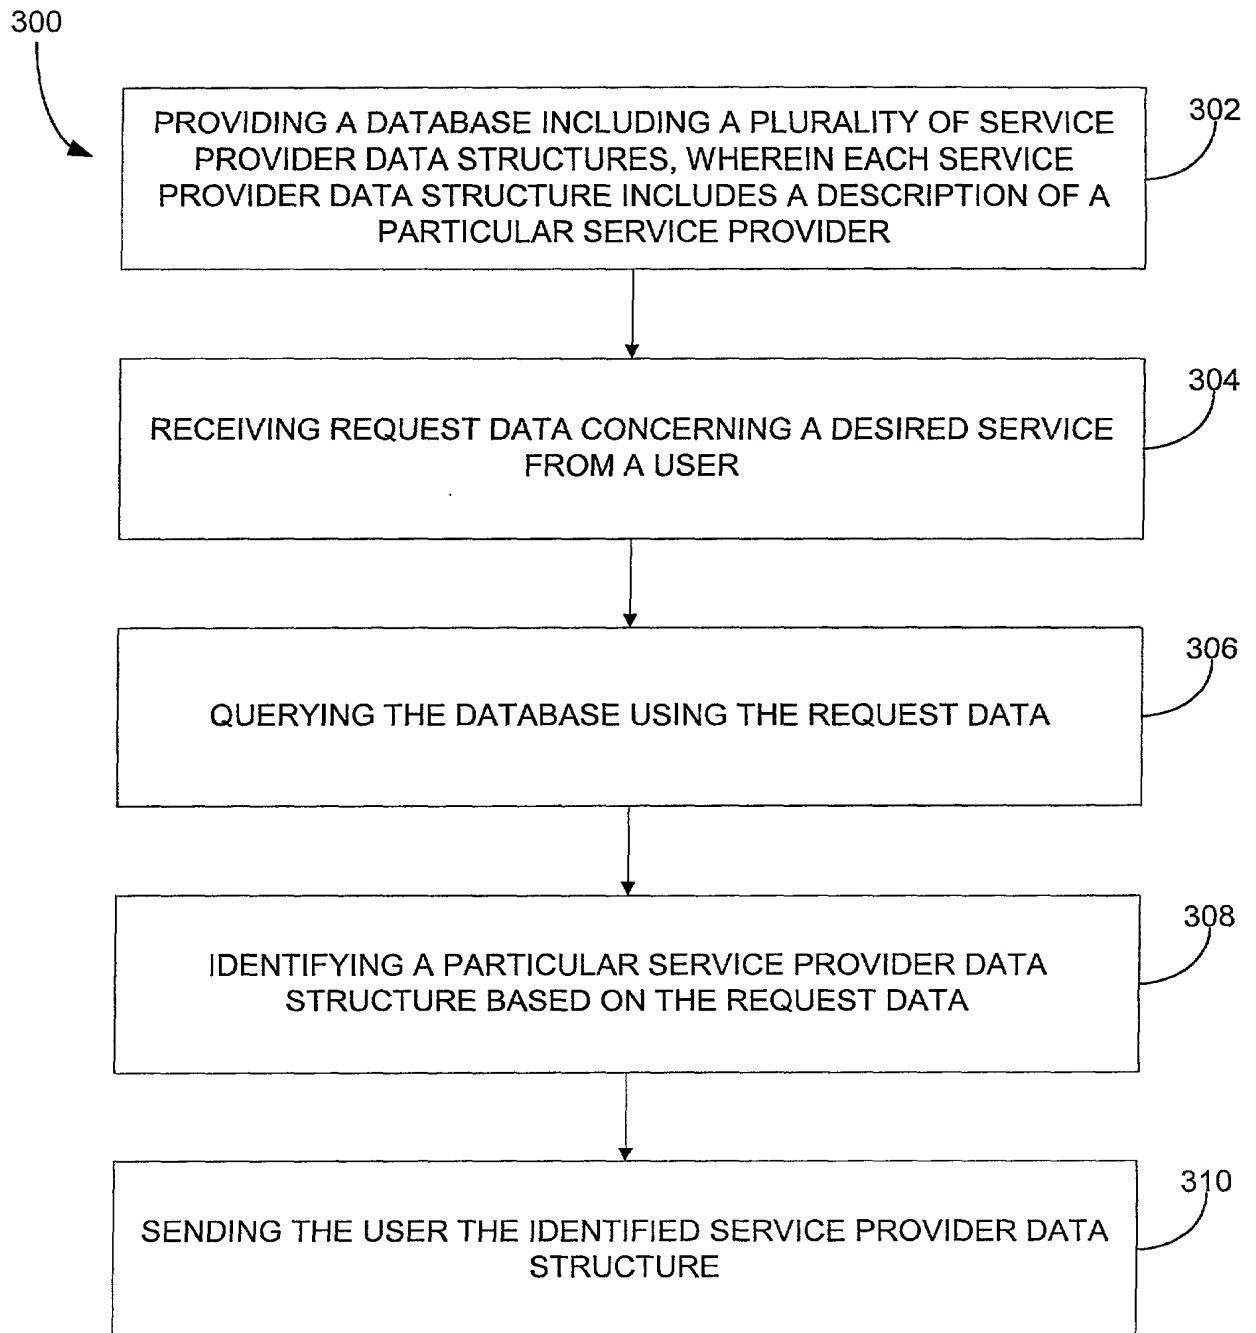 300
PROVIDING A DATABASE INCLUDING A PLURALITY OF SERVICE
PROVIDER DATA STRUCTURES, WHEREIN EACH SERVICE
PROVIDER DATA STRUCTURE INCLUDES A DESCRIPTION OF A
PARTICULAR SERVICE PROVIDER
302
RECEIVING REQUEST DATA CONCERNING A DESIRED SERVICE
FROM A USER
304
QUERYING THE DATABASE USING THE REQUEST DATA
306
IDENTIFYING A PARTICULAR SERVICE PROVIDER DATA
STRUCTURE BASED ON THE REQUEST DATA
308
SENDING THE USER THE IDENTIFIED SERVICE PROVIDER DATA
STRUCTURE
310